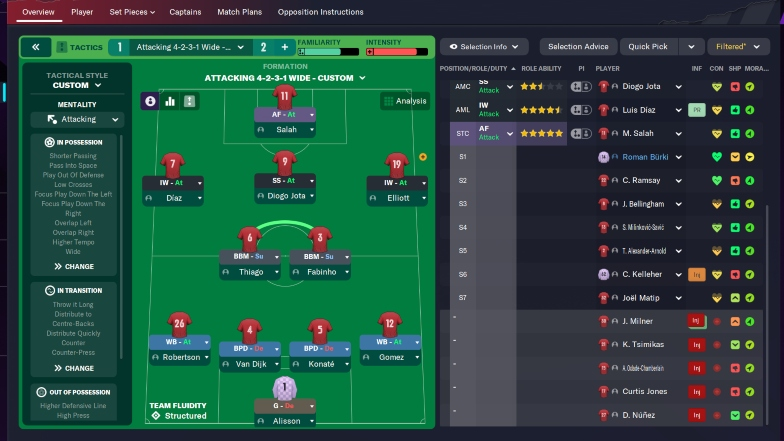 Overview Player Set Pieces Captains Match Plans Opposition Instructions
« TACTICS 1 Attacking 4-2-3-1 Wide -... 2 +
FAMILIARITY
INTENSITY
TACTICAL STYLE
CUSTOM
MENTALITY
Attacking
IN POSSESSION
Shorter Passing
Pass Into Space
Play Out Of Defence
Low Crosses
Focus Play Down The Left
Focus Play Down The
Right
Overlap Left
Overlap Right
Higher Tempo
Wide
CHANGE
IN TRANSITION
Throw it Long
Distribute to
Centre-Backs
Distribute Quickly
Counter
Counter-Press
CHANGE
OUT OF POSSESSION
Higher Defensive Line
High Press
FORMATION
ATTACKING 4-2-3-1 WIDE - CUSTOM
Analysis
11
AF - At
Salah
7
IW - At
Díaz
9
SS - At
Diogo Jota
19
IW - At
Elliott
6
BBM - Su
Thiago
3
BBM - Su
Fabinho
26
WB - At
Robertson
4
BPD - De
Van Dijk
5
BPD - De
Konaté
12
WB - At
Gomez
1
G - De
Alisson
TEAM FLUIDITY
Structured
Selection Info Selection Advice Quick Pick Filtered*
POSITION/ROLE/DUTY ROLE ABILITY PI PLAYER INF CON SHP MORA...
AMC SS Attack Diogo Jota
AML IW Attack PR Luis Díaz
STC AF Attack M. Salah
S1 Roman Bürki
S2 C. Ramsay
S3 J. Bellingham
S4 S. Milinković-Savić
S5 T. Alexander-Arnold
S6 C. Kelleher Inj
S7 Joël Matip
- J. Milner Inj
- K. Tsimikas Inj
- A. Oxlade-Chamberlain Inj
- Curtis Jones Inj
- D. Núñez Inj